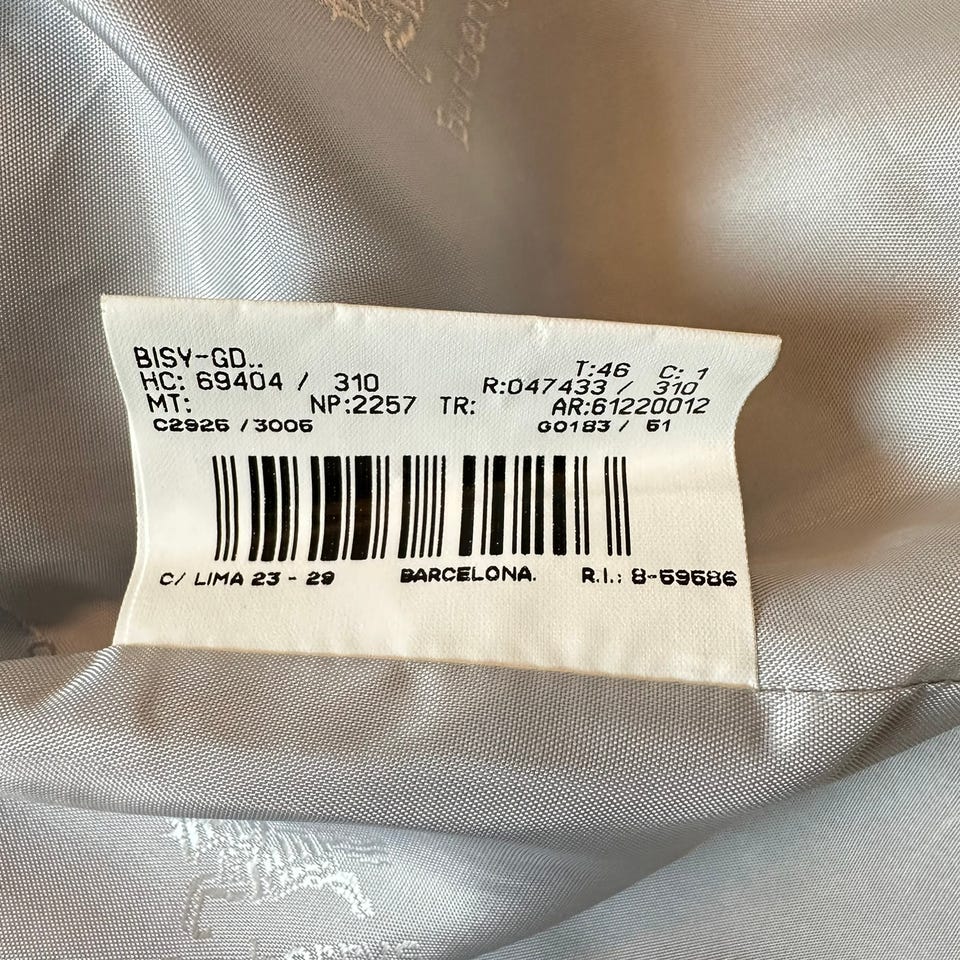 Burbery
BISY-GD..
T:46 C: 1
HC: 69404 / 310 R:047433 / 310
MT: NP:2257 TR: AR:61220012
C2926 /3006 G0183 / 51
C/ LIMA 23 - 29 BARCELONA. R.I.: 8-59586